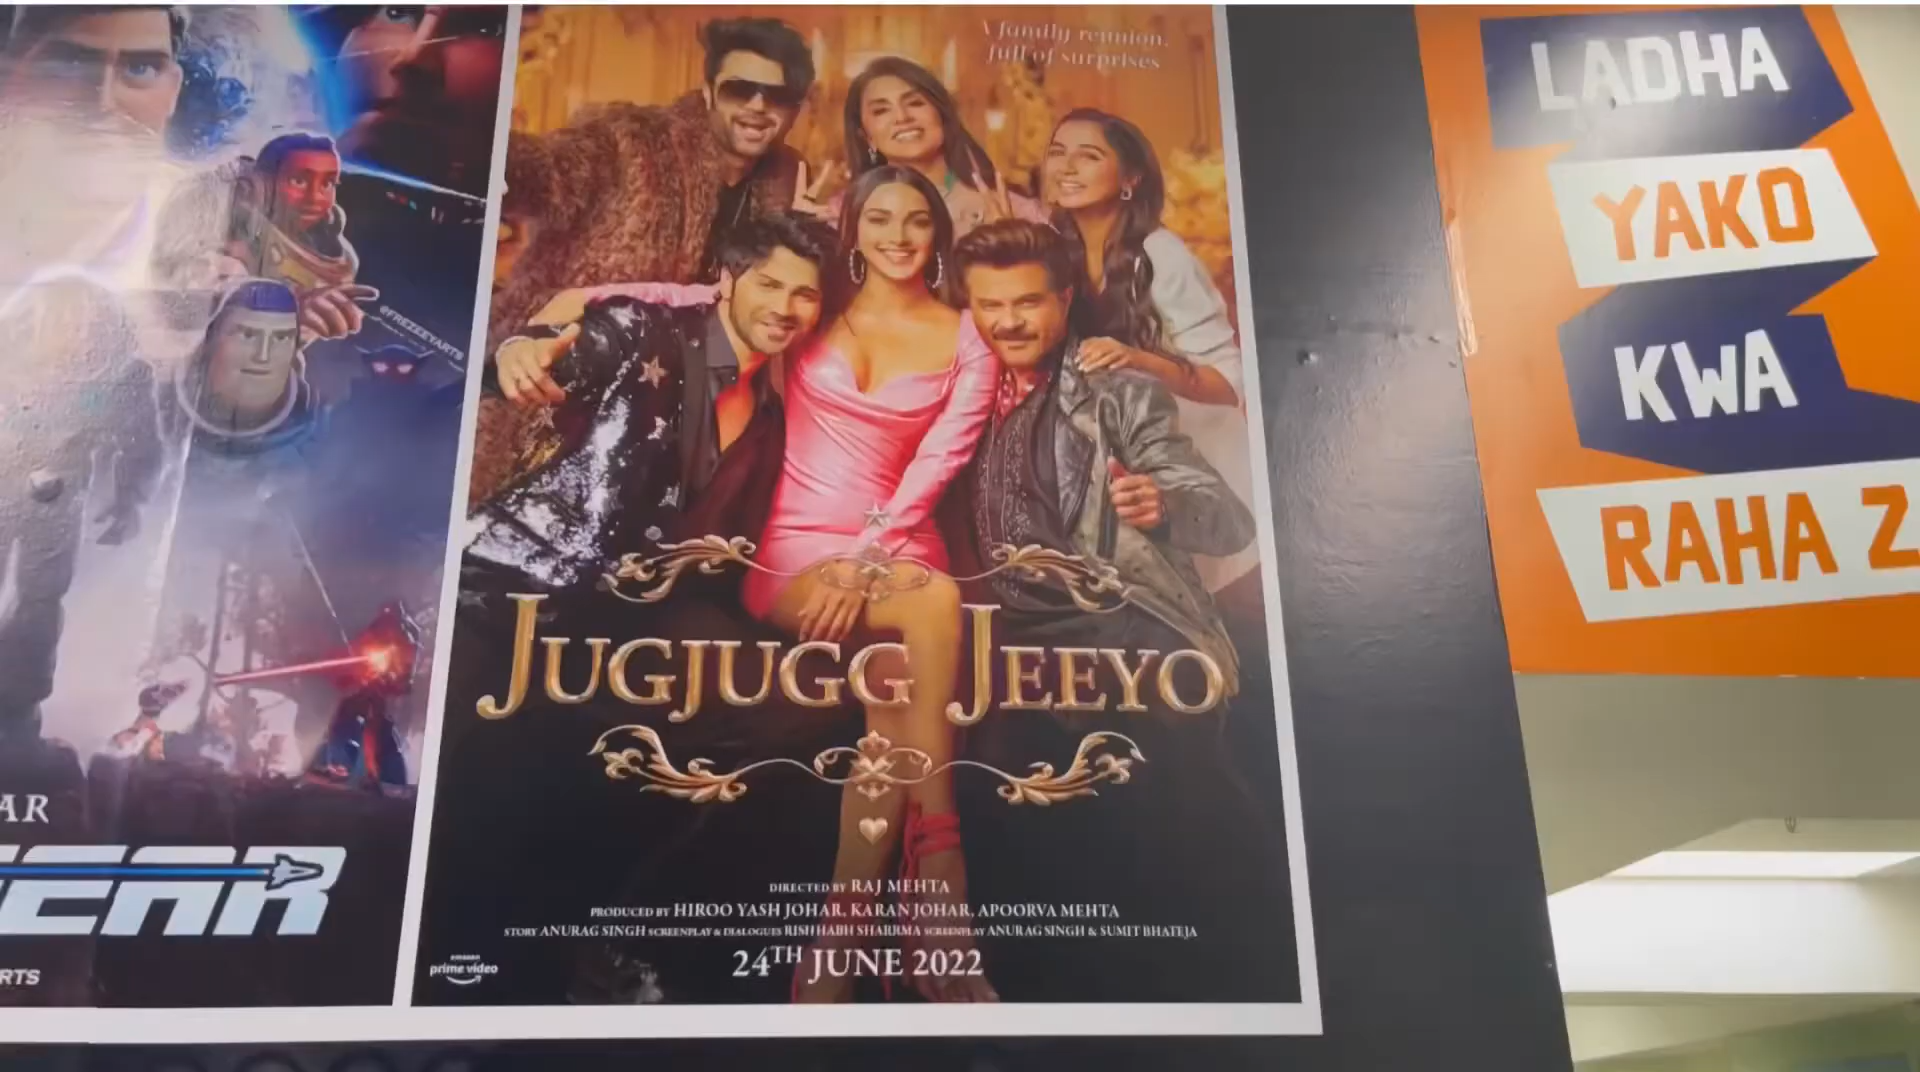 @FREZEEYARTS
AR
EAR
RTS
A family reunion,
full of surprises
JUGJUGG JEEYO
DIRECTED BY RAJ MEHTA
PRODUCED BY HIROO YASH JOHAR, KARAN JOHAR, APOORVA MEHTA
STORY ANURAG SINGH SCREENPLAY & DIALOGUES RISHHABH SHARRMA SCREENPLAY ANURAG SINGH & SUMIT BHATEJA
24TH JUNE 2022
amazon
prime video
LADHA
YAKO
KWA
RAHA Z